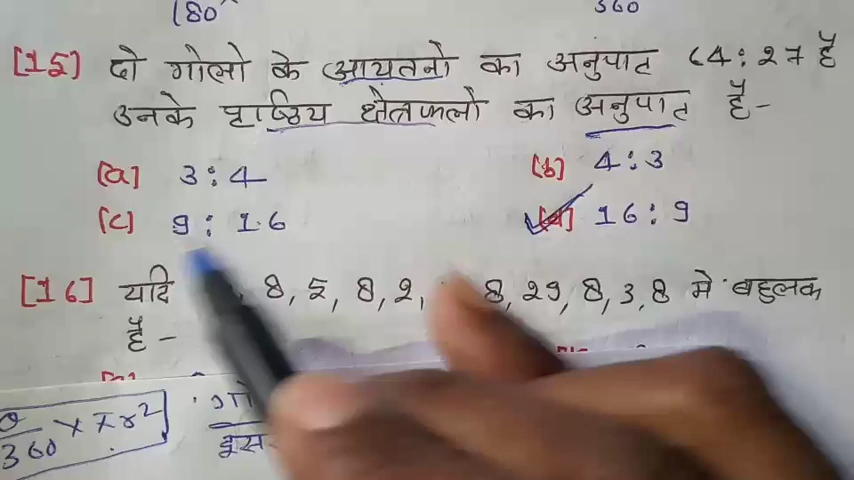 180
360
[15] दो गोलो के आयतनो का अनुपात 64:27 है
उनके पृाष्ठिय क्षेत्रफलो का अनुपात है-
(a) 3:4
(b) 4:3
(c) 9:16
(d) 16:9
[16] यदि 8, 5, 8, 2, 8, 29, 8, 3, 8 मे बहुलक
है-
θ/360 × πr²